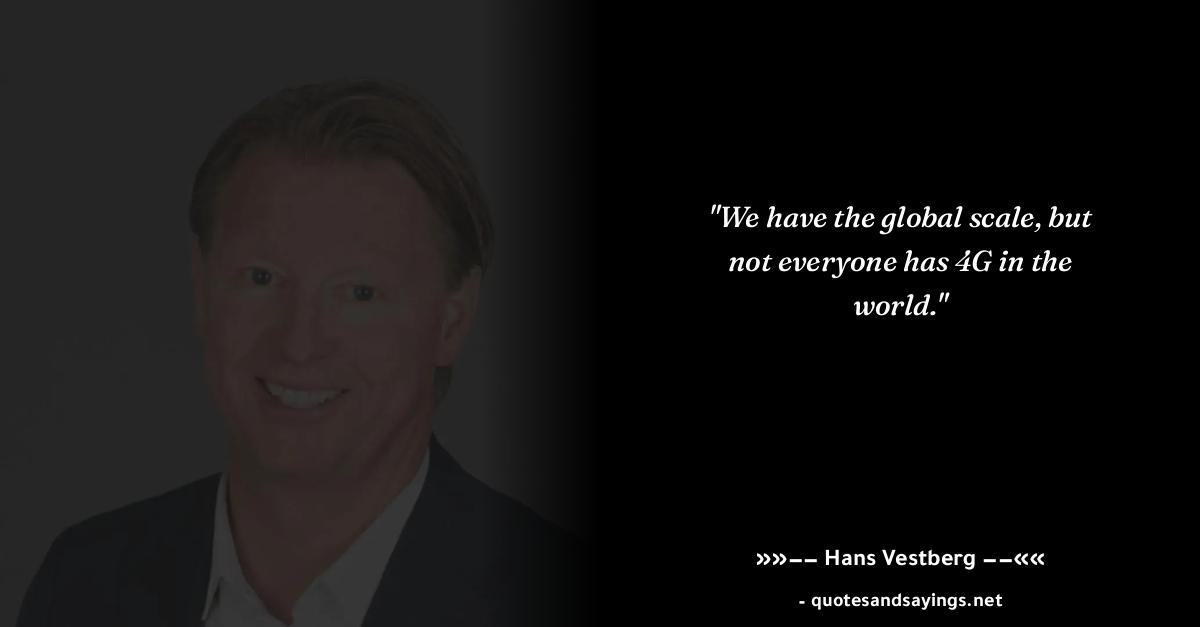 "We have the global scale, but
not everyone has 4G in the
world."
»»–– Hans Vestberg ––««
- quotesandsayings.net